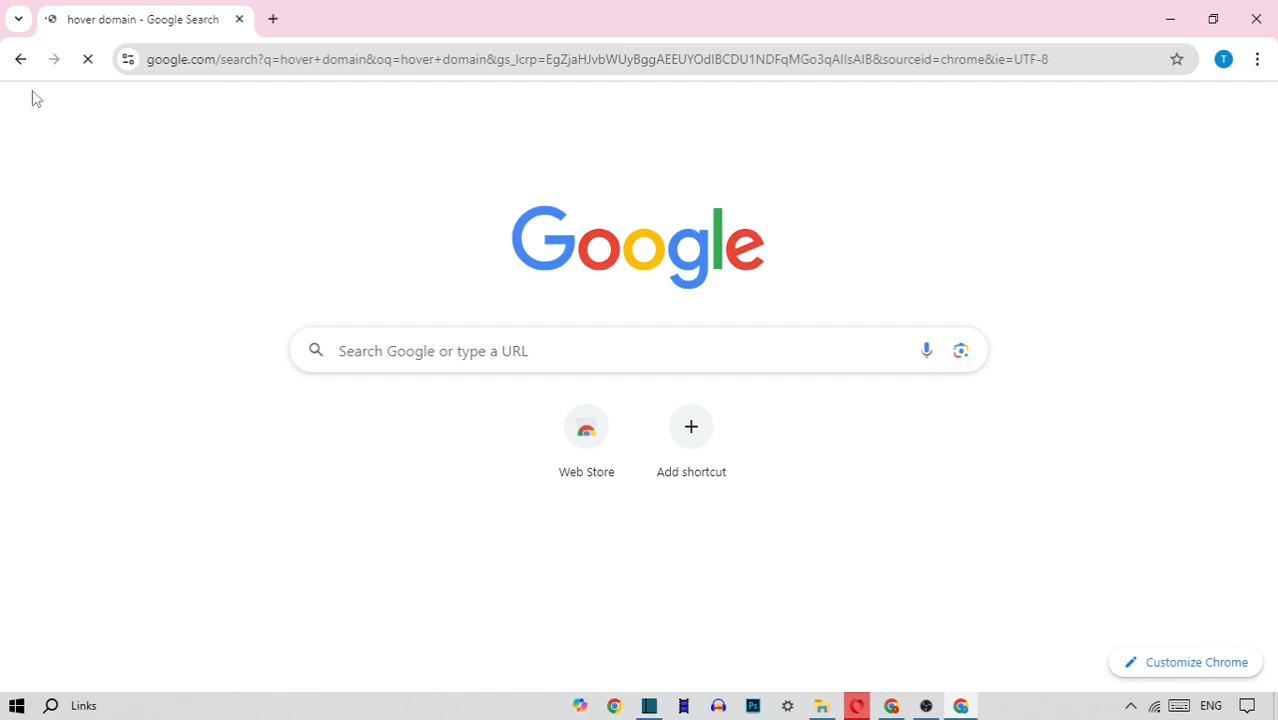 hover domain - Google Search
google.com/search?q=hover+domain&oq=hover+domain&gs_lcrp=EgZjaHJvbWUyBggAEEUYOdIBCDU1NDFqMGo3qAIIsAIB&sourceid=chrome&ie=UTF-8
T
Google
Search Google or type a URL
Web Store
Add shortcut
Customize Chrome
Links
Ps
ENG